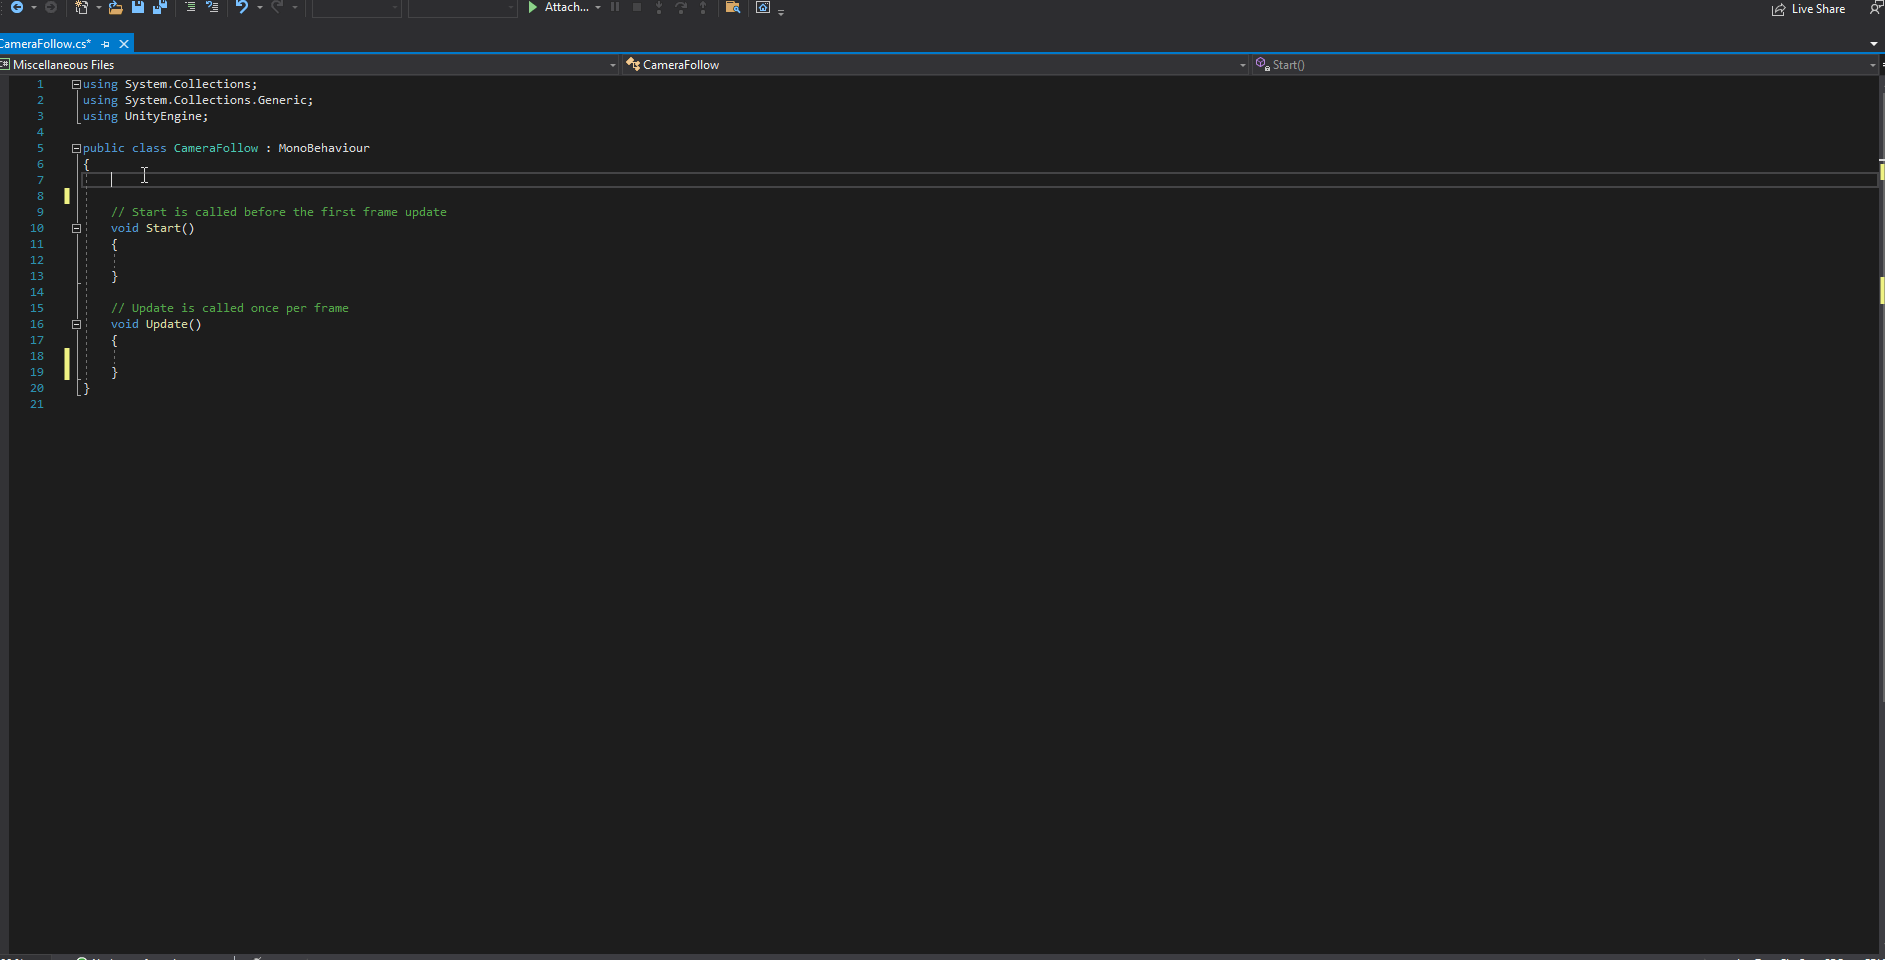 Attach...
Live Share
CameraFollow.cs*
Miscellaneous Files
CameraFollow
Start()
1 using System.Collections;
2 using System.Collections.Generic;
3 using UnityEngine;
4
5 public class CameraFollow : MonoBehaviour
6 {
7
8
9 // Start is called before the first frame update
10 void Start()
11 {
12
13 }
14
15 // Update is called once per frame
16 void Update()
17 {
18
19 }
20 }
21